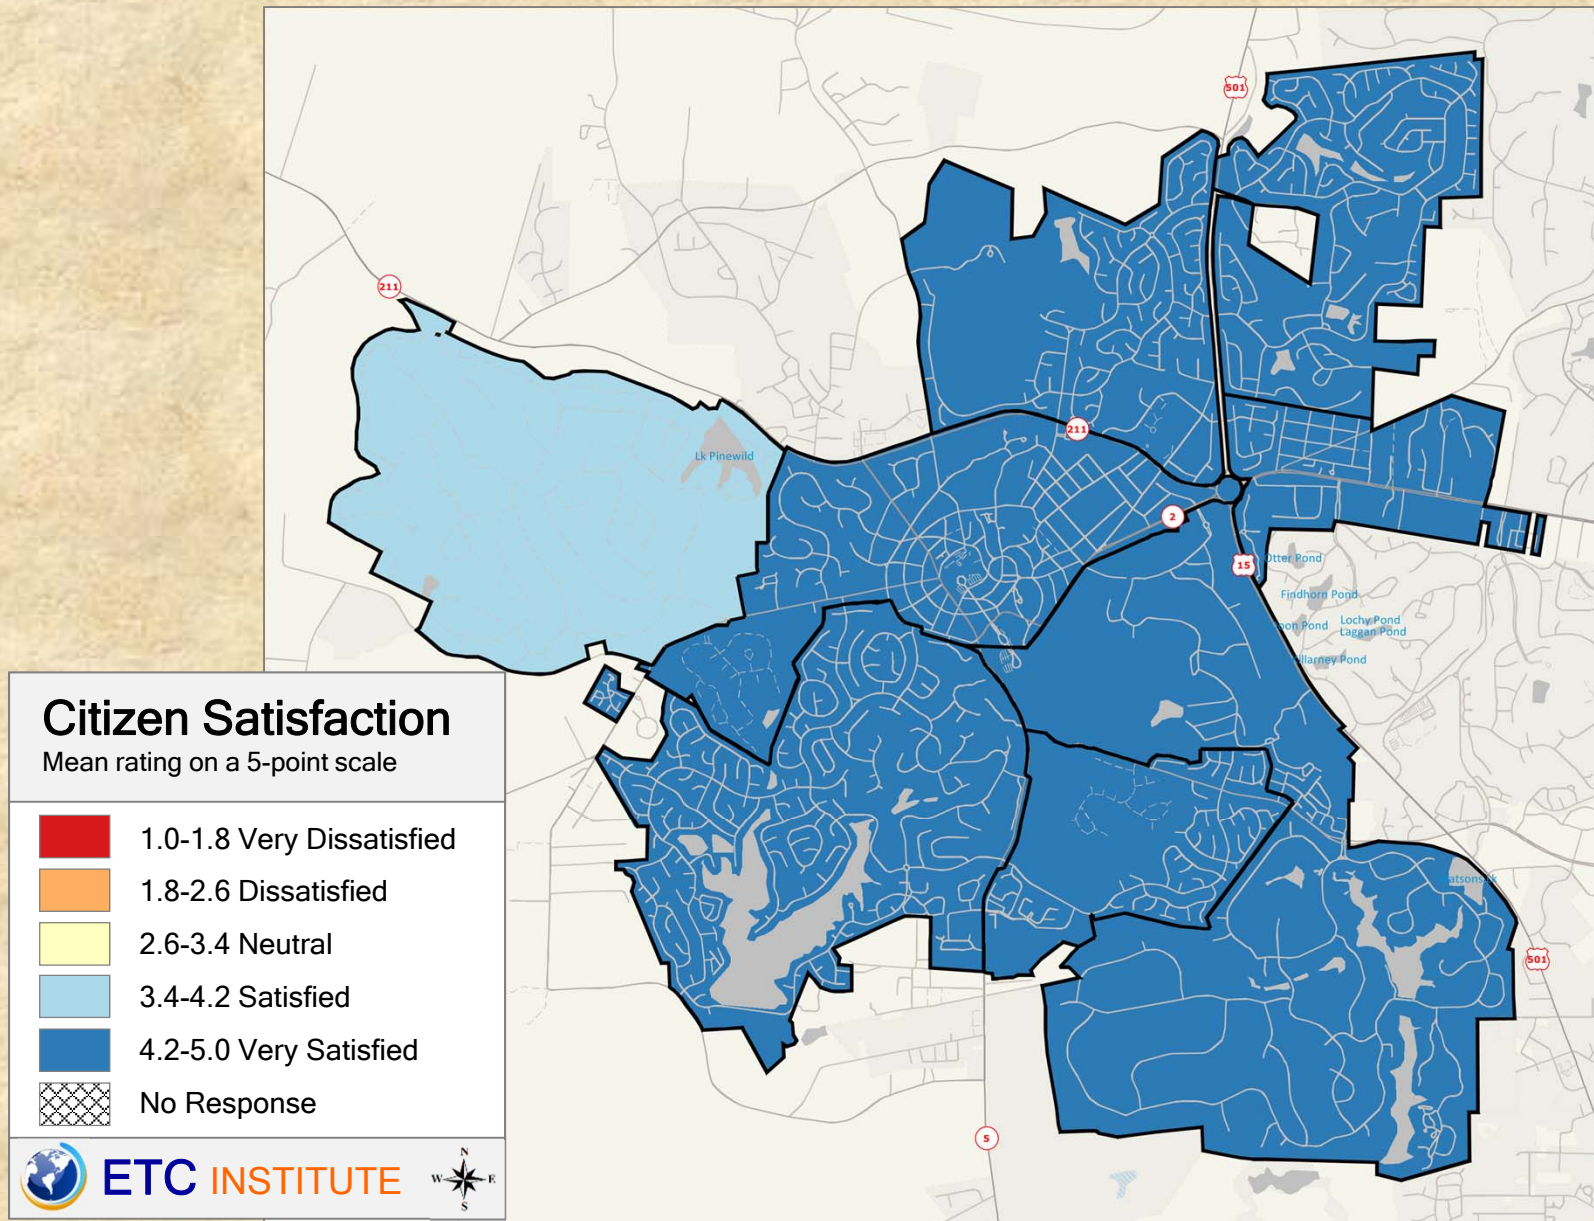 501
211
211
Lk Pinewild
2
15
Otter Pond
Findhorn Pond
Lochy Pond
Laggan Pond
Citizen Satisfaction
Mean rating on a 5-point scale
1.0-1.8 Very Dissatisfied
1.8-2.6 Dissatisfied
2.6-3.4 Neutral
3.4-4.2 Satisfied
4.2-5.0 Very Satisfied
No Response
501
5
ETC INSTITUTE
N
W E
S